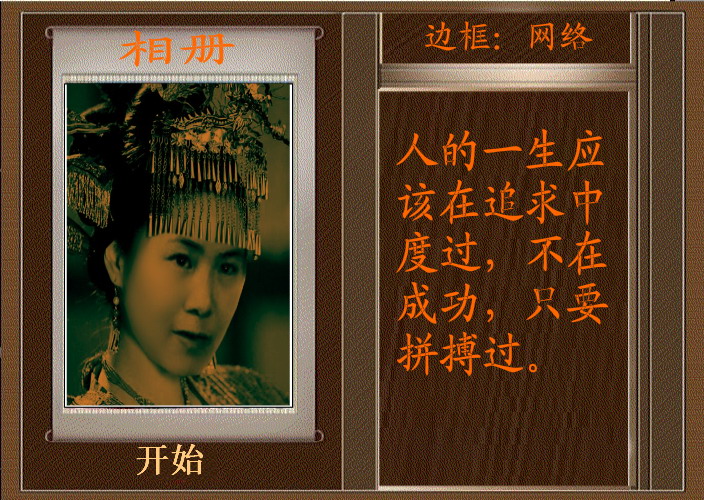 相册
开始
边框：网络
人的一生应
该在追求中
度过，不在
成功，只要
拼搏过。